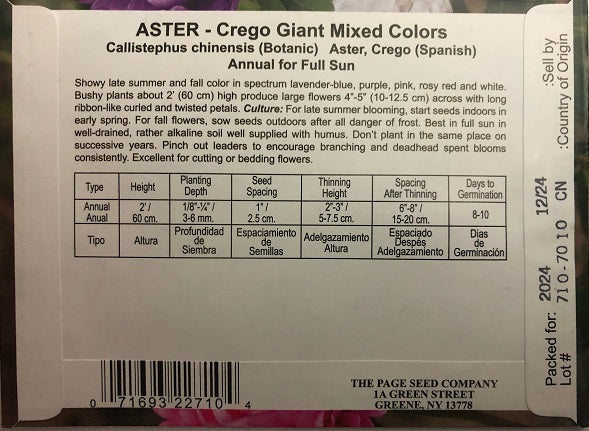 ASTER - Crego Giant Mixed Colors
Callistephus chinensis (Botanic) Aster, Crego (Spanish)
Annual for Full Sun
Showy late summer and fall color in spectrum lavender-blue, purple, pink, rosy red and white.
Bushy plants about 2' (60 cm) high produce large flowers 4"-5" (10-12.5 cm) across with long
ribbon-like curled and twisted petals. Culture: For late summer blooming, start seeds indoors in
early spring. For fall flowers, sow seeds outdoors after all danger of frost. Best in full sun in
well-drained, rather alkaline soil well supplied with humus. Don't plant in the same place on
successive years. Pinch out leaders to encourage branching and deadhead spent blooms
consistently. Excellent for cutting or bedding flowers.
Type Height Planting Depth Seed Spacing Thinning Height Spacing After Thinning Days to Germination
Annual Anual 2' / 60 cm. 1/8"-¼" / 3-6 mm. 1" / 2.5 cm. 2"-3" / 5-7.5 cm. 6"-8" / 15-20 cm. 8-10
Tipo Altura Profundidad de Siembra Espaciamiento de Semillas Adelgazamiento Altura Espaciado Despés Adelgazamiento Dias de Germinación
0 71693 22710 4
THE PAGE SEED COMPANY
1A GREEN STREET
GREENE, NY 13778
Packed for: 2024 12/24 :Sell by
Lot # 710-7010 CN :Country of Origin